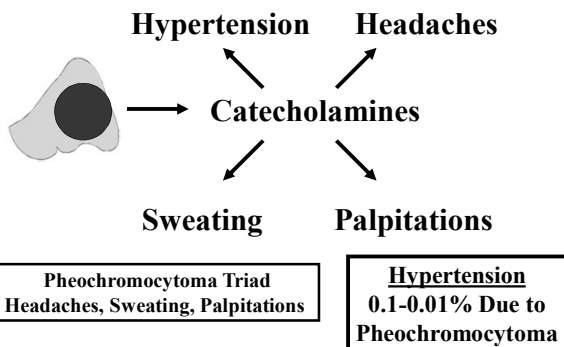 Hypertension
Headaches
Catecholamines
Sweating
Palpitations
Pheochromocytoma Triad
Headaches, Sweating, Palpitations
Hypertension
0.1-0.01% Due to
Pheochromocytoma